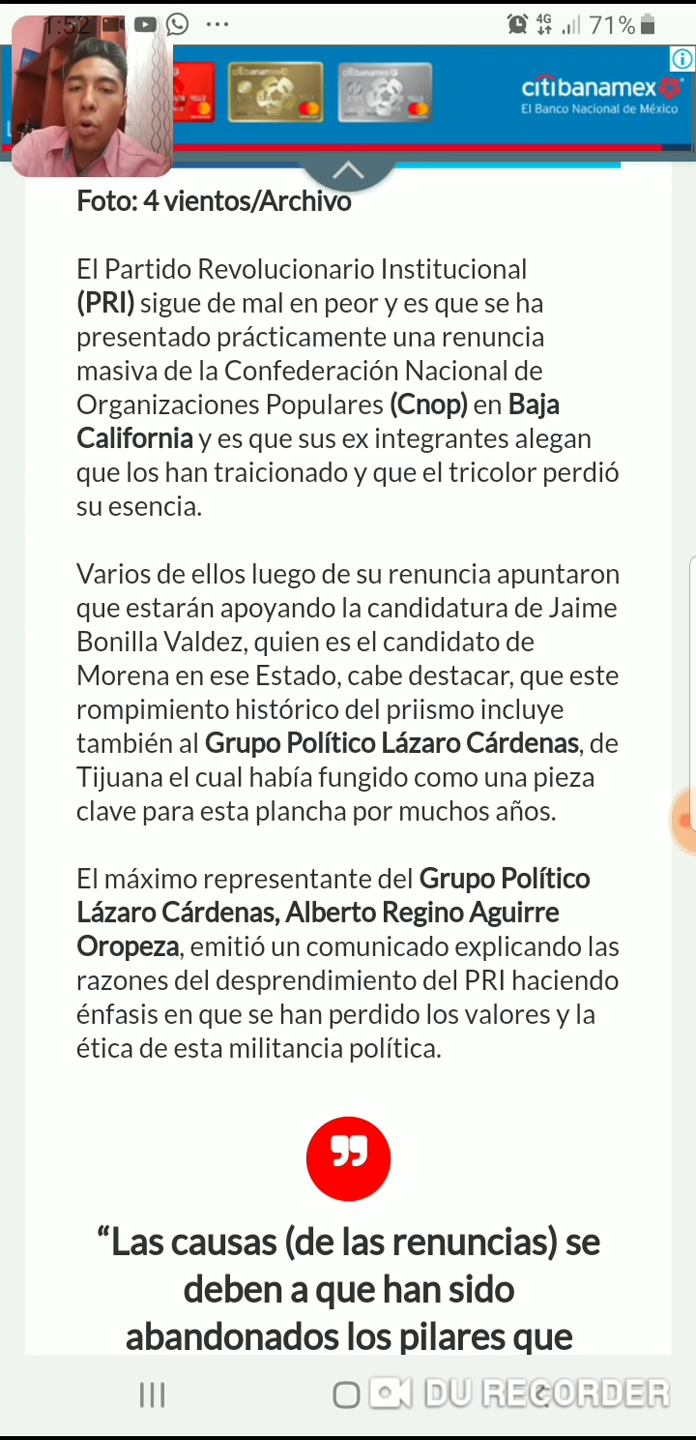 1:52
4G
71%
citibanamex
El Banco Nacional de México
Foto: 4 vientos/Archivo
El Partido Revolucionario Institucional
(PRI) sigue de mal en peor y es que se ha
presentado prácticamente una renuncia
masiva de la Confederación Nacional de
Organizaciones Populares (Cnop) en Baja
California y es que sus ex integrantes alegan
que los han traicionado y que el tricolor perdió
su esencia.
Varios de ellos luego de su renuncia apuntaron
que estarán apoyando la candidatura de Jaime
Bonilla Valdez, quien es el candidato de
Morena en ese Estado, cabe destacar, que este
rompimiento histórico del priismo incluye
también al Grupo Político Lázaro Cárdenas, de
Tijuana el cual había fungido como una pieza
clave para esta plancha por muchos años.
El máximo representante del Grupo Político
Lázaro Cárdenas, Alberto Regino Aguirre
Oropeza, emitió un comunicado explicando las
razones del desprendimiento del PRI haciendo
énfasis en que se han perdido los valores y la
ética de esta militancia política.
”
“Las causas (de las renuncias) se
deben a que han sido
abandonados los pilares que
DU RECORDER